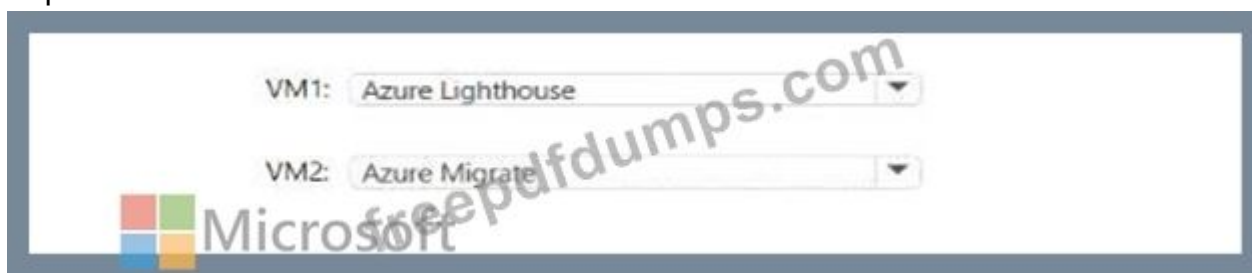 VM1: Azure Lighthouse
VM2: Azure Migrate
Microsoft
freepdfdumps.com